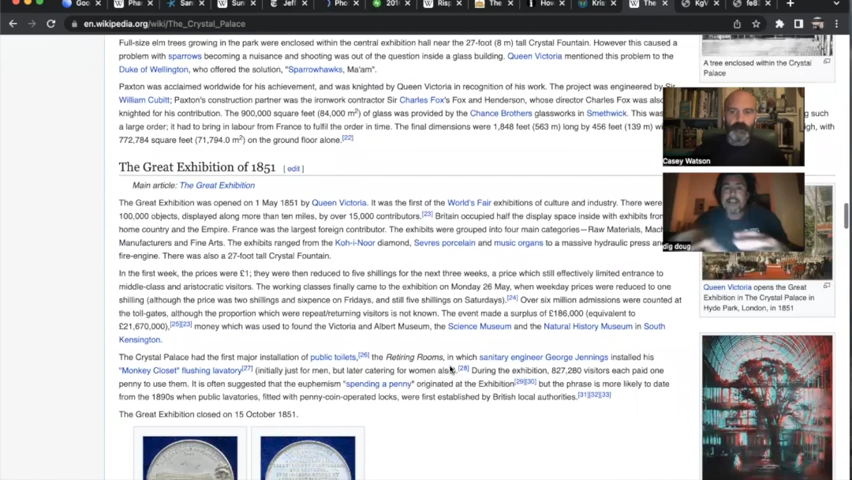 Goo
Pha
San
Sun
Jeff
Pho
201
Risp
The
How
Kris
The
KgV
fe8
en.wikipedia.org/wiki/The_Crystal_Palace
Full-size elm trees growing in the park were enclosed within the central exhibition hall near the 27-foot (8 m) tall Crystal Fountain. However this caused a
problem with sparrows becoming a nuisance and shooting was out of the question inside a glass building. Queen Victoria mentioned this problem to the
Duke of Wellington, who offered the solution, "Sparrowhawks, Ma'am".
Paxton was acclaimed worldwide for his achievement, and was knighted by Queen Victoria in recognition of his work. The project was engineered by Sir
William Cubitt; Paxton's construction partner was the ironwork contractor Sir Charles Fox's Fox and Henderson, whose director Charles Fox was also
knighted for his contribution. The 900,000 square feet (84,000 m²) of glass was provided by the Chance Brothers glassworks in Smethwick. This was such
a large order; it had to bring in labour from France to fulfil the order in time. The final dimensions were 1,848 feet (563 m) long by 456 feet (139 m) high, with
772,784 square feet (71,794.0 m²) on the ground floor alone.[22]
The Great Exhibition of 1851 [ edit ]
Main article: The Great Exhibition
The Great Exhibition was opened on 1 May 1851 by Queen Victoria. It was the first of the World's Fair exhibitions of culture and industry. There were
100,000 objects, displayed along more than ten miles, by over 15,000 contributors.[23] Britain occupied half the display space inside with exhibits from
home country and the Empire. France was the largest foreign contributor. The exhibits were grouped into four main categories—Raw Materials, Mach
Manufacturers and Fine Arts. The exhibits ranged from the Koh-i-Noor diamond, Sevres porcelain and music organs to a massive hydraulic press and
fire-engine. There was also a 27-foot tall Crystal Fountain.
In the first week, the prices were £1; they were then reduced to five shillings for the next three weeks, a price which still effectively limited entrance to
middle-class and aristocratic visitors. The working classes finally came to the exhibition on Monday 26 May, when weekday prices were reduced to one
shilling (although the price was two shillings and sixpence on Fridays, and still five shillings on Saturdays).[24] Over six million admissions were counted at
the toll-gates, although the proportion which were repeat/returning visitors is not known. The event made a surplus of £186,000 (equivalent to
£21,670,000),[25][23] money which was used to found the Victoria and Albert Museum, the Science Museum and the Natural History Museum in South
Kensington.
The Crystal Palace had the first major installation of public toilets,[26] the Retiring Rooms, in which sanitary engineer George Jennings installed his
"Monkey Closet" flushing lavatory[27] (initially just for men, but later catering for women also).[28] During the exhibition, 827,280 visitors each paid one
penny to use them. It is often suggested that the euphemism "spending a penny" originated at the Exhibition[29][30] but the phrase is more likely to date
from the 1890s when public lavatories, fitted with penny-coin-operated locks, were first established by British local authorities.[31][32][33]
The Great Exhibition closed on 15 October 1851.
A tree enclosed within the Crystal
Palace
Casey Watson
dig doug
Queen Victoria opens the Great
Exhibition in The Crystal Palace in
Hyde Park, London, in 1851